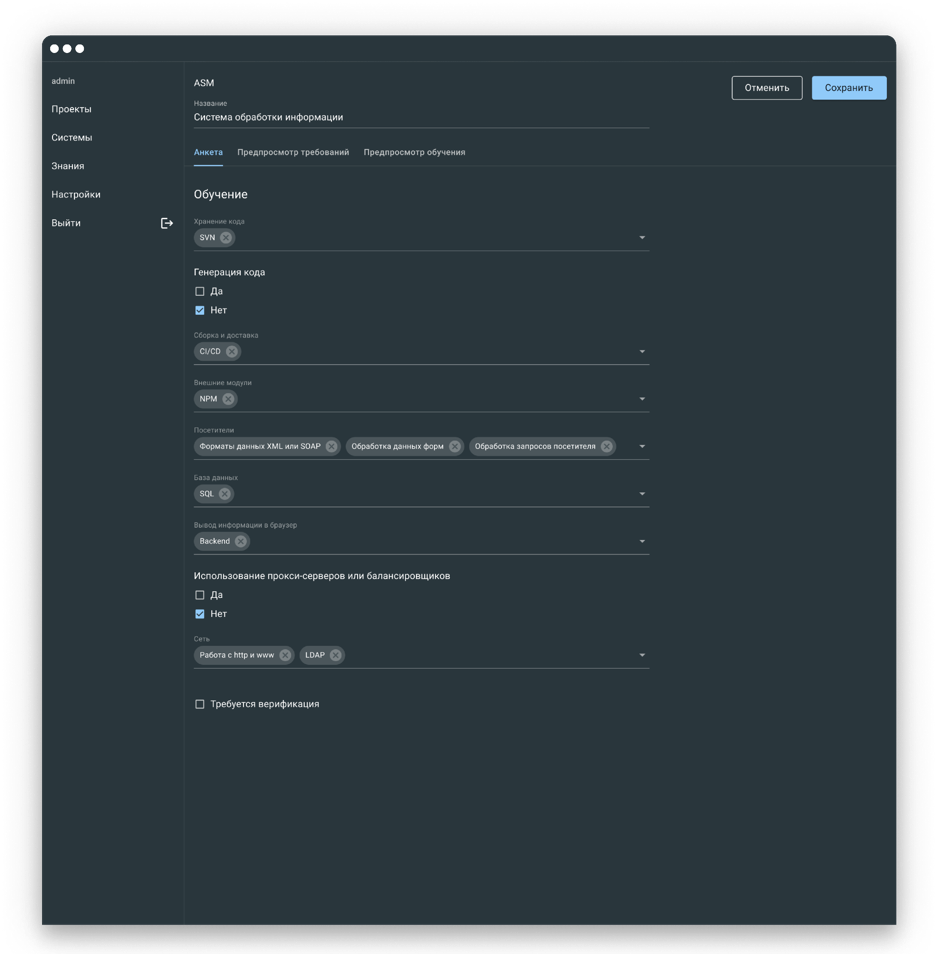 admin
Проекты
Системы
Знания
Настройки
Выйти
ASM
Отменить
Сохранить
Название
Система обработки информации
Анкета Предпросмотр требований Предпросмотр обучения
Обучение
Хранение кода
SVN
Генерация кода
Да
Нет
Сборка и доставка
CI/CD
Внешние модули
NPM
Посетители
Форматы данных XML или SOAP Обработка данных форм Обработка запросов посетителя
База данных
SQL
Вывод информации в браузер
Backend
Использование прокси-серверов или балансировщиков
Да
Нет
Сеть
Работа с http и www LDAP
Требуется верификация